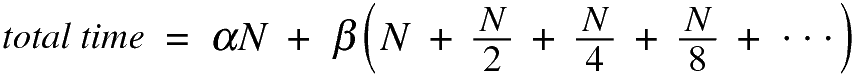 total time = αN + β(N + N/2 + N/4 + N/8 + · · ·)